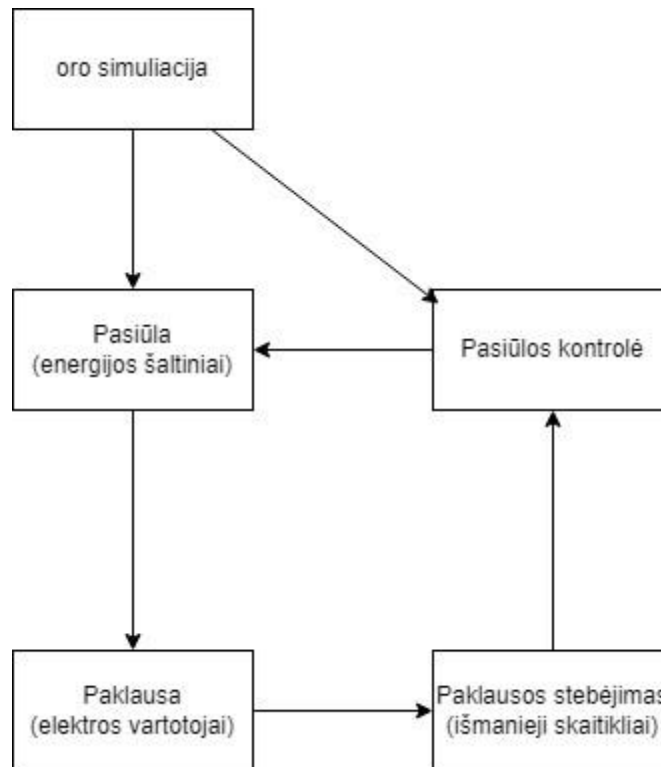 oro simuliacija
Pasiūla
(energijos šaltiniai)
Pasiūlos kontrolė
Paklausa
(elektros vartotojai)
Paklausos stebėjimas
(išmanieji skaitikliai)